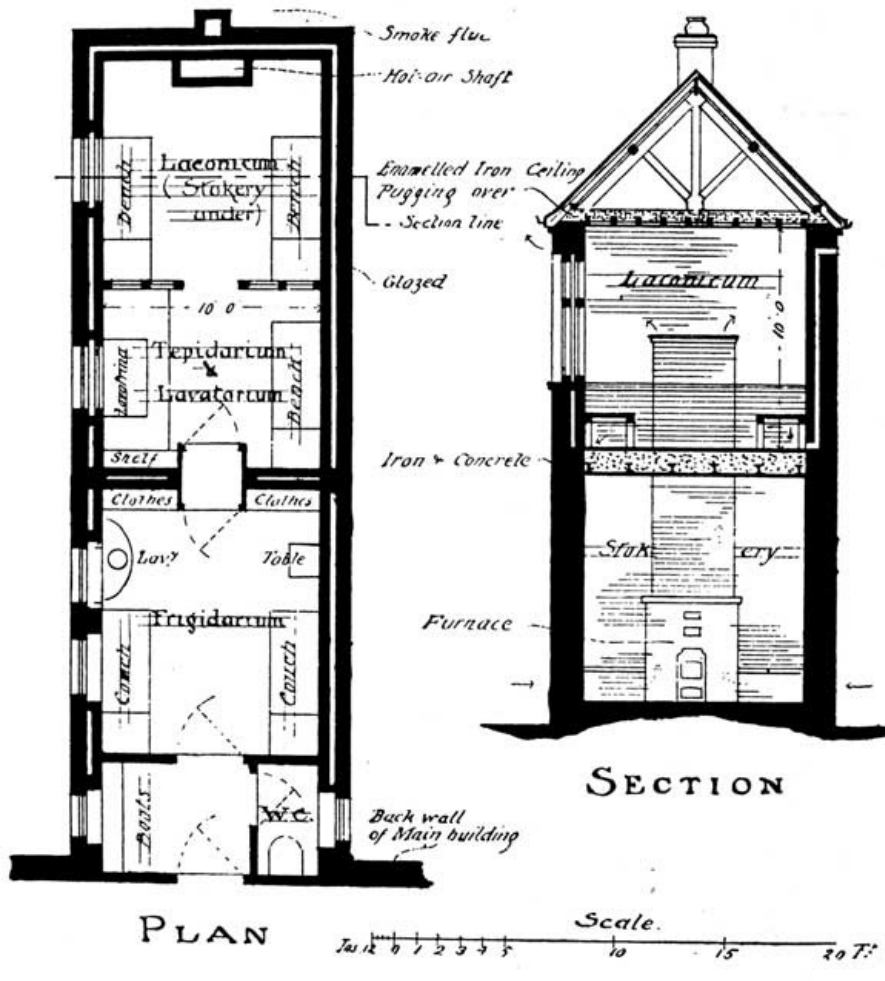 Smoke flue
Hot-air Shaft
Laconicum
(Stokery
under)
Bench
Bench
Enamelled Iron Ceiling
Pugging over
Section line
Glazed
10·0
Tepidarium
Lavatorium
Bench
Shelf
Clothes
Clothes
Lavy
Table
Frigidarium
Couch
Couch
Boots
W.C.
Back wall
of Main building
PLAN
Laconicum
10·0
Iron & Concrete
Stokery
Furnace
SECTION
Scale.
12 0 1 2 3 4 5 10 15 20 Ft